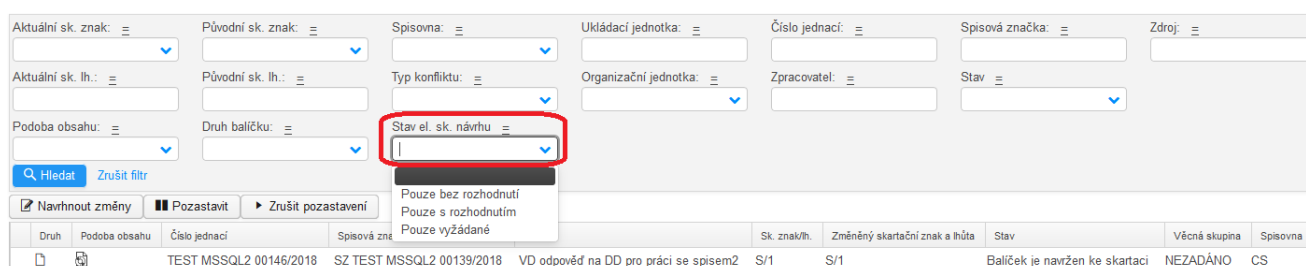 Aktuální sk. znak: = Původní sk. znak: = Spisovna: = Ukládací jednotka: = Číslo jednací: = Spisová značka: = Zdroj: =
Aktuální sk. lh.: = Původní sk. lh.: = Typ konfliktu: = Organizační jednotka: = Zpracovatel: = Stav =
Podoba obsahu: = Druh balíčku: = Stav el. sk. návrhu =
Hledat Zrušit filtr
Pouze bez rozhodnutí
Navrhnout změny Pozastavit Zrušit pozastavení
Pouze s rozhodnutím
Pouze vyžádané
Druh Podoba obsahu Číslo jednací Spisová zna Sk. znak/lh. Změněný skartační znak a lhůta Stav Věcná skupina Spisovna
TEST MSSQL2 00146/2018 SZ TEST MSSQL2 00139/2018 VD odpověď na DD pro práci se spisem2 S/1 S/1 Balíček je navržen ke skartaci NEZADÁNO CS